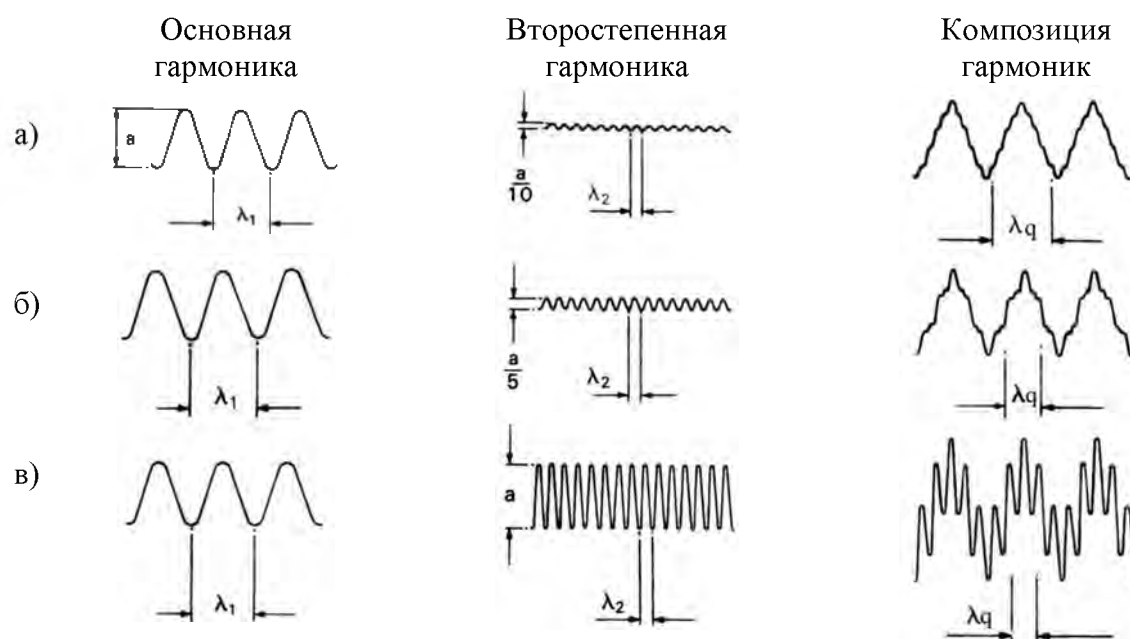 Основная
гармоника
Второстепенная
гармоника
Композиция
гармоник
а)
a
λ₁
a
10
λ₂
λq
б)
λ₁
a
5
λ₂
λq
в)
λ₁
a
λ₂
λq